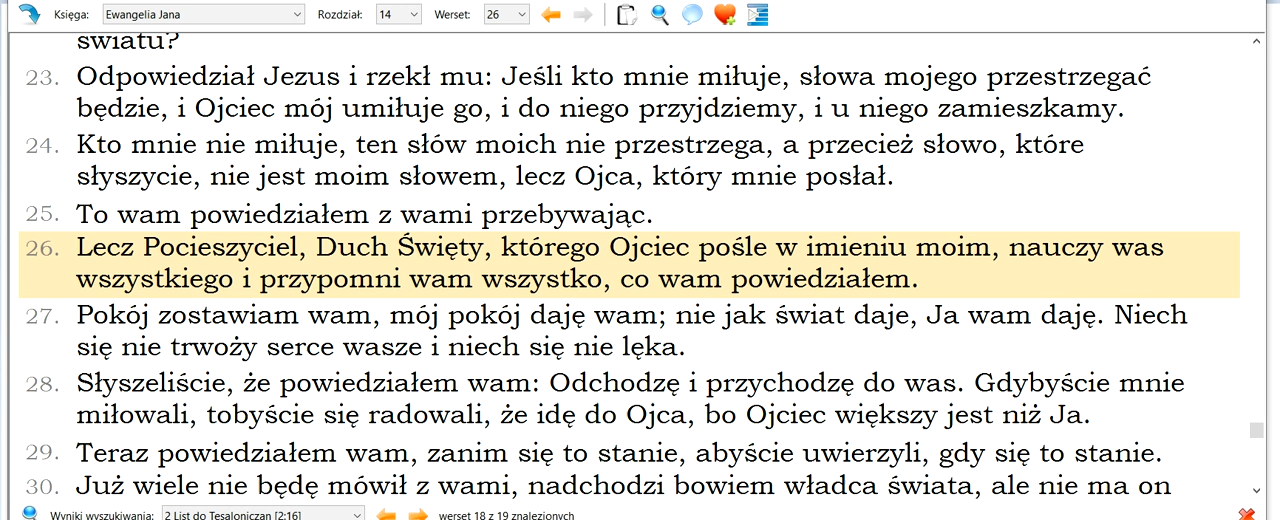 Księga: Ewangelia Jana Rozdział: 14 Werset: 26
światu?
23. Odpowiedział Jezus i rzekł mu: Jeśli kto mnie miłuje, słowa mojego przestrzegać
będzie, i Ojciec mój umiłuje go, i do niego przyjdziemy, i u niego zamieszkamy.
24. Kto mnie nie miłuje, ten słów moich nie przestrzega, a przecież słowo, które
słyszycie, nie jest moim słowem, lecz Ojca, który mnie posłał.
25. To wam powiedziałem z wami przebywając.
26. Lecz Pocieszyciel, Duch Święty, którego Ojciec pośle w imieniu moim, nauczy was
wszystkiego i przypomni wam wszystko, co wam powiedziałem.
27. Pokój zostawiam wam, mój pokój daję wam; nie jak świat daje, Ja wam daję. Niech
się nie trwoży serce wasze i niech się nie lęka.
28. Słyszeliście, że powiedziałem wam: Odchodzę i przychodzę do was. Gdybyście mnie
miłowali, tobyście się radowali, że idę do Ojca, bo Ojciec większy jest niż Ja.
29. Teraz powiedziałem wam, zanim się to stanie, abyście uwierzyli, gdy się to stanie.
30. Już wiele nie będę mówił z wami, nadchodzi bowiem władca świata, ale nie ma on
Wyniki wyszukiwania: 2 List do Tesaloniczan [2:16] werset 18 z 19 znalezionych